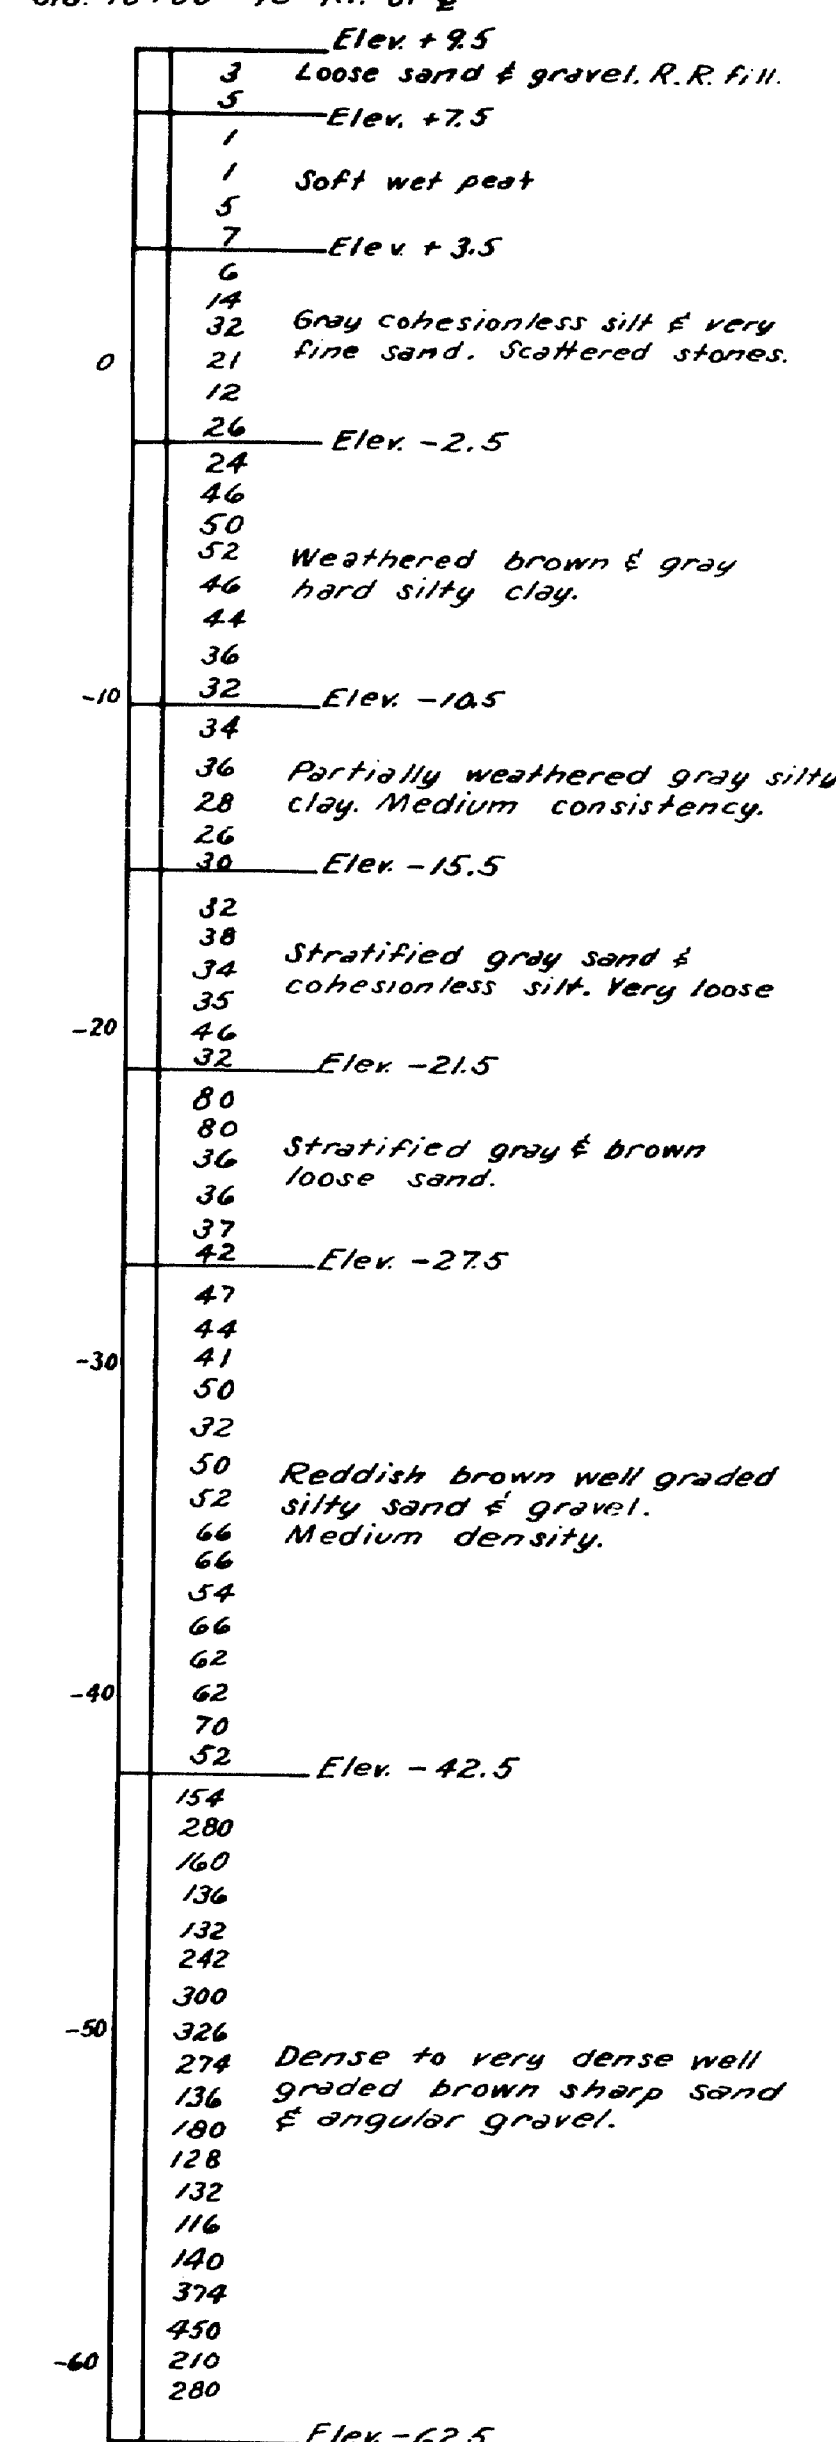 Elev. + 9.5
3 Loose sand & gravel. R.R. fill.
5
Elev. +7.5
1
1 Soft wet peat
5
7
Elev. + 3.5
6
14
32 Gray cohesionless silt & very
0 21 fine sand. Scattered stones.
12
26
Elev. -2.5
24
46
50
52 Weathered brown & gray
46 hard silty clay.
44
36
-10 32
Elev. -10.5
34
36 Partially weathered gray silty
28 clay. Medium consistency.
26
30 Elev. -15.5
32
38
34 Stratified gray sand &
35 cohesionless silt. Very loose
-20 46
32
Elev. -21.5
80
80
36 Stratified gray & brown
36 loose sand.
37
42
Elev. -27.5
47
44
-30 41
50
32
50 Reddish brown well graded
52 silty sand & gravel.
66 Medium density.
66
54
66
62
-40 62
70
52
Elev. -42.5
154
280
160
136
132
242
300
-50 326
274 Dense to very dense well
136 graded brown sharp sand
180 & angular gravel.
128
132
116
140
374
450
-60 210
280
Elev. -62.5